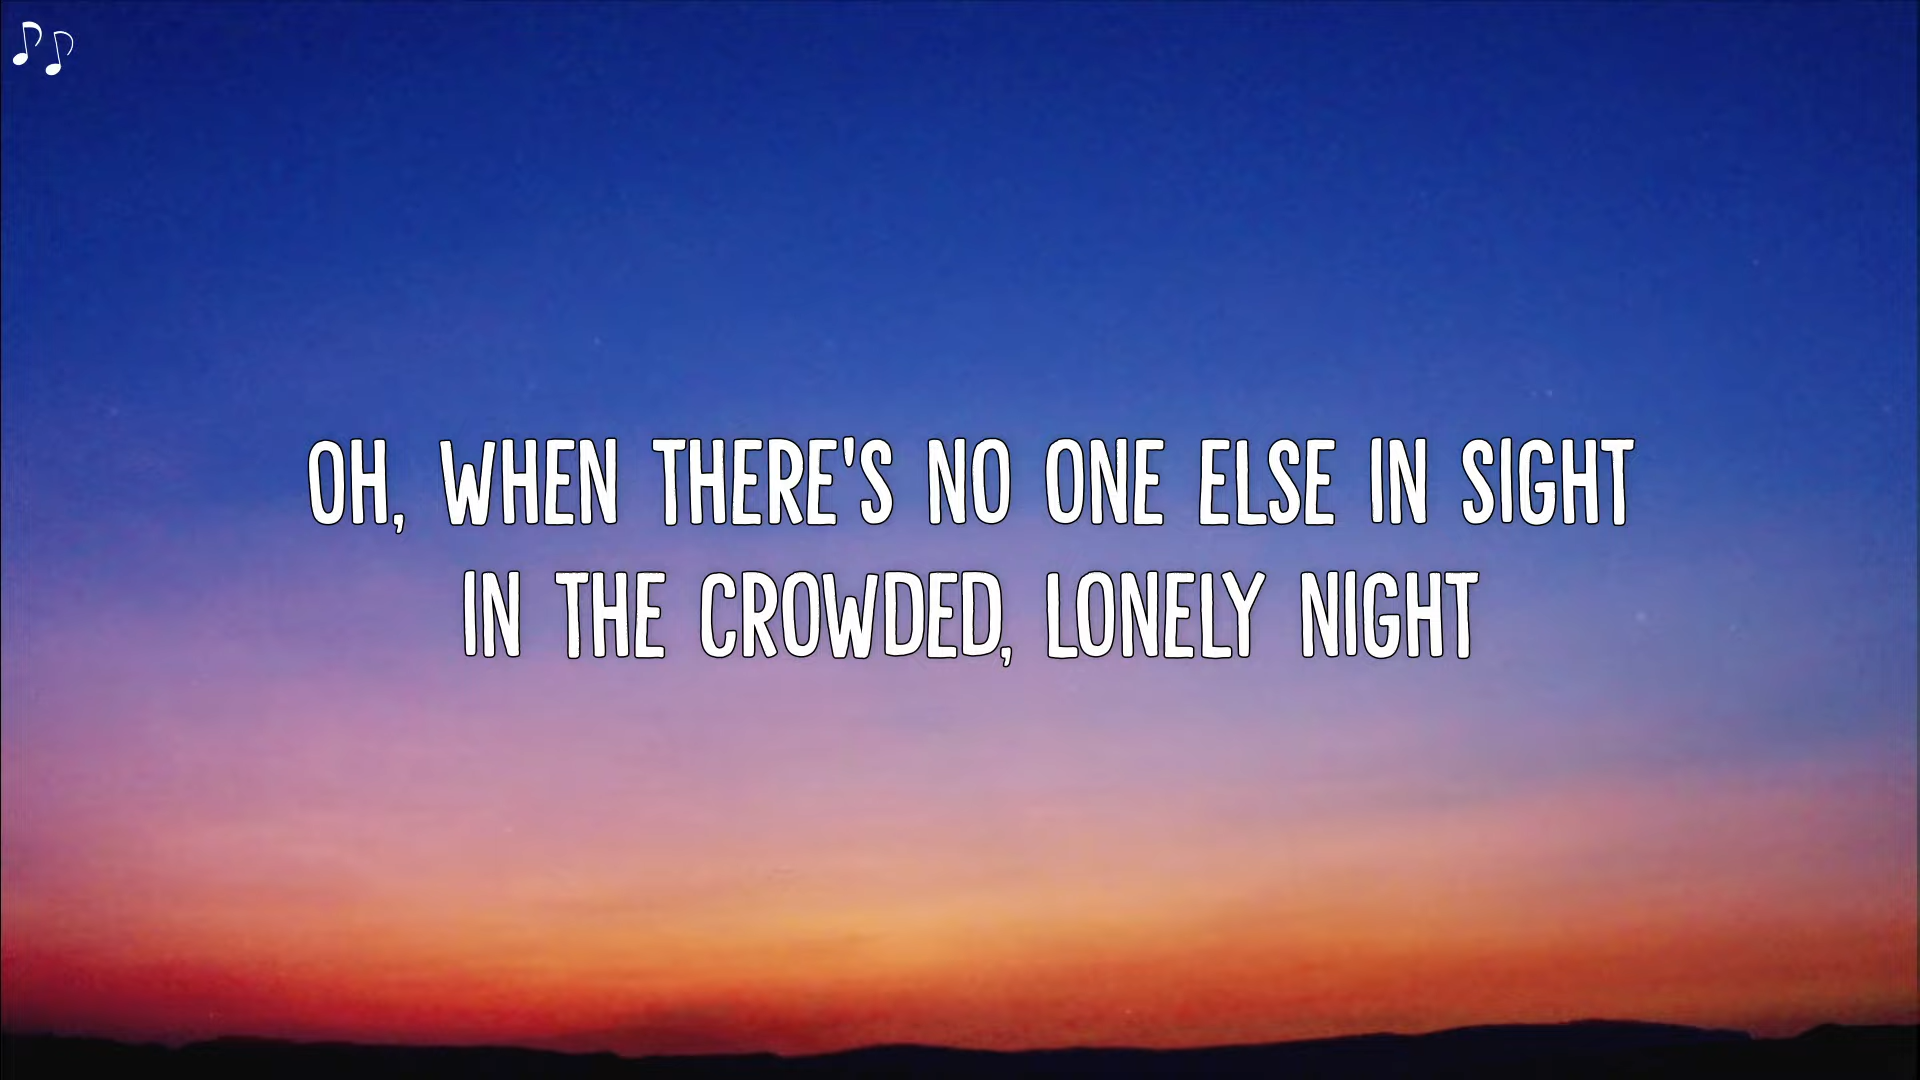 OH, WHEN THERE'S NO ONE ELSE IN SIGHT
IN THE CROWDED, LONELY NIGHT